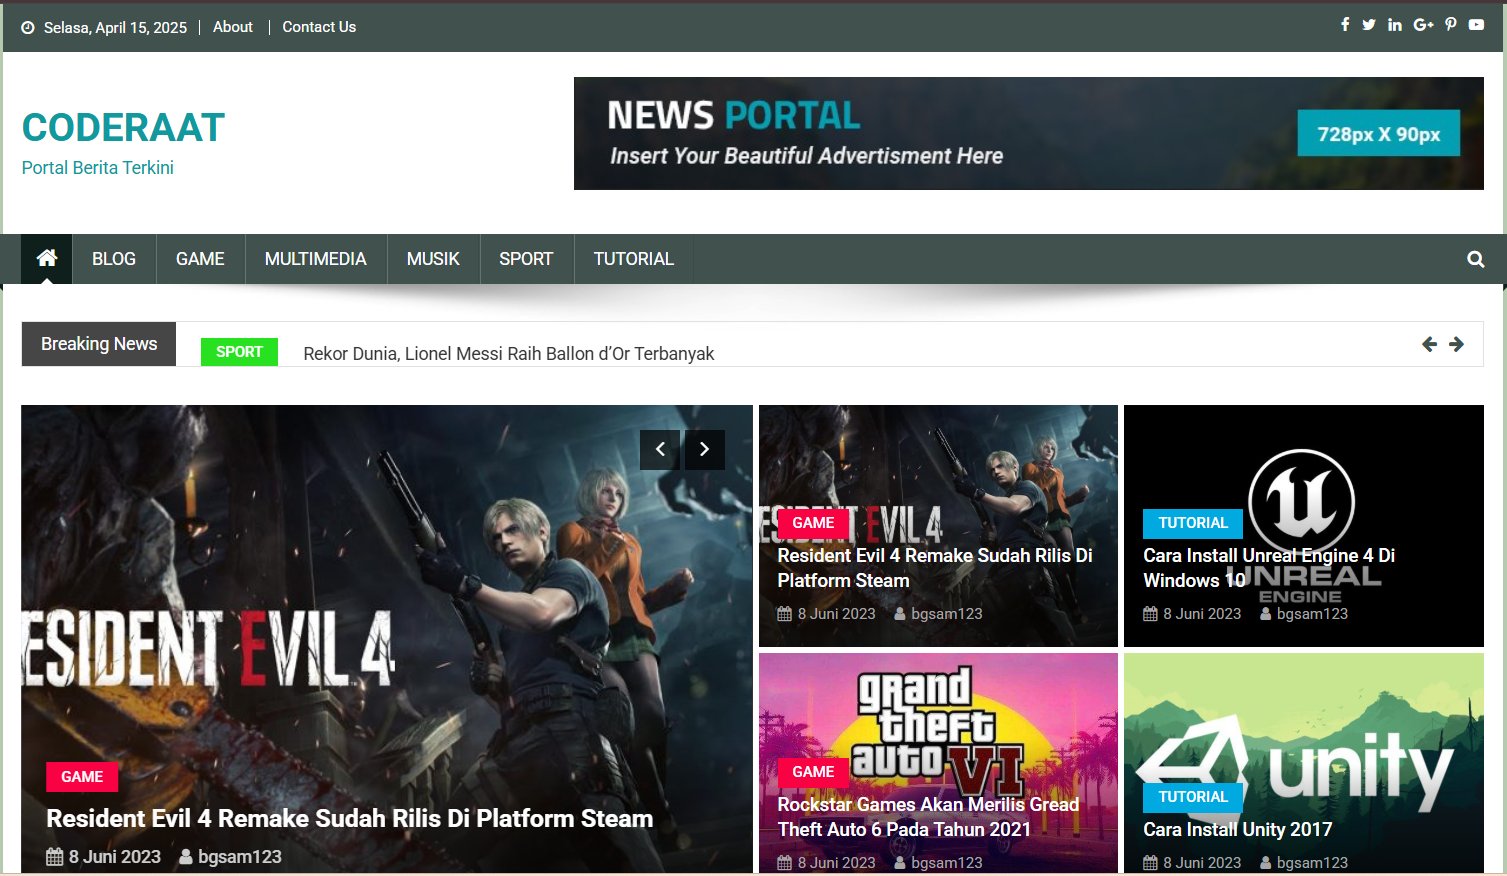 Selasa, April 15, 2025 About Contact Us
CODERAAT
Portal Berita Terkini
NEWS PORTAL
Insert Your Beautiful Advertisment Here
728px X 90px
BLOG GAME MULTIMEDIA MUSIK SPORT TUTORIAL
Breaking News SPORT Rekor Dunia, Lionel Messi Raih Ballon d’Or Terbanyak
ESIDENT EVIL 4
GAME
Resident Evil 4 Remake Sudah Rilis Di Platform Steam
8 Juni 2023 bgsam123
ESIDENT EVIL 4
GAME
Resident Evil 4 Remake Sudah Rilis Di
Platform Steam
8 Juni 2023 bgsam123
UNREAL
ENGINE
TUTORIAL
Cara Install Unreal Engine 4 Di
Windows 10
8 Juni 2023 bgsam123
grand
theft
auto VI
GAME
Rockstar Games Akan Merilis Gread
Theft Auto 6 Pada Tahun 2021
8 Juni 2023 bgsam123
unity
TUTORIAL
Cara Install Unity 2017
8 Juni 2023 bgsam123